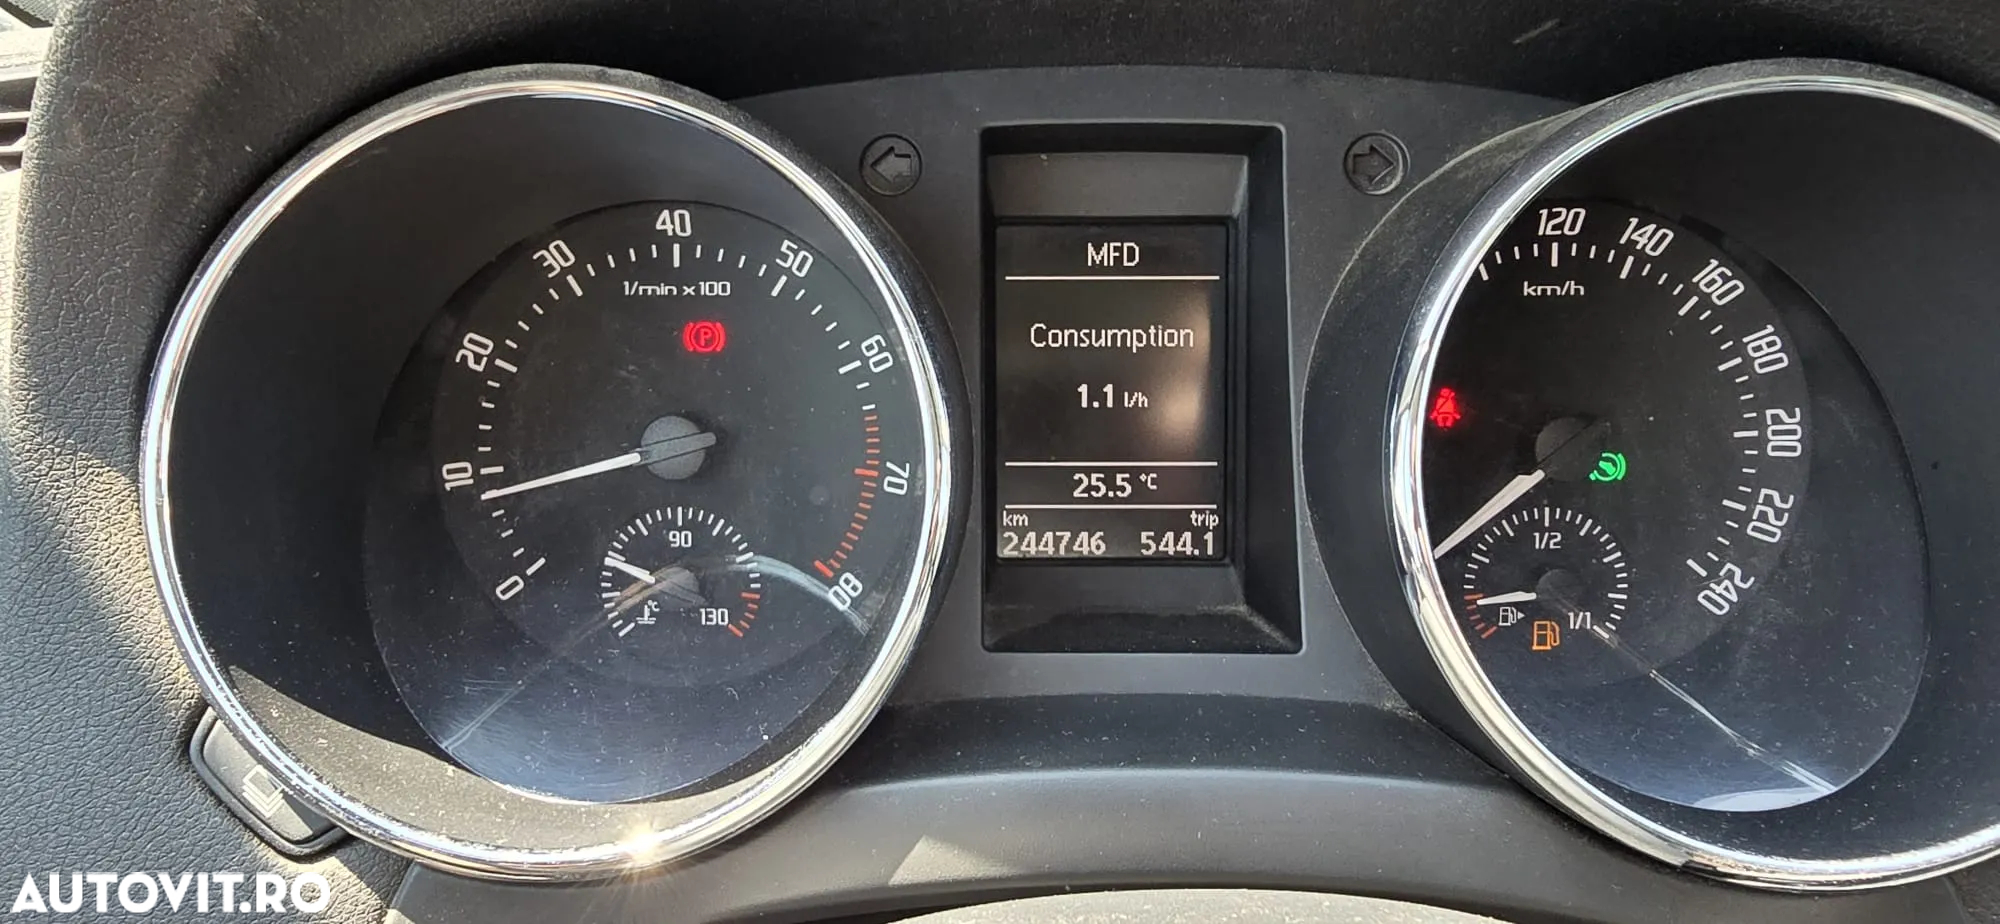 0
10
20
30
40
50
60
70
80
1/min x 100
P
90
130
°C
MFD
Consumption
1.1 l/h
25.5 °C
km trip
244746 544.1
120
140
160
180
200
220
240
km/h
1/2
1/1
AUTOVIT.RO